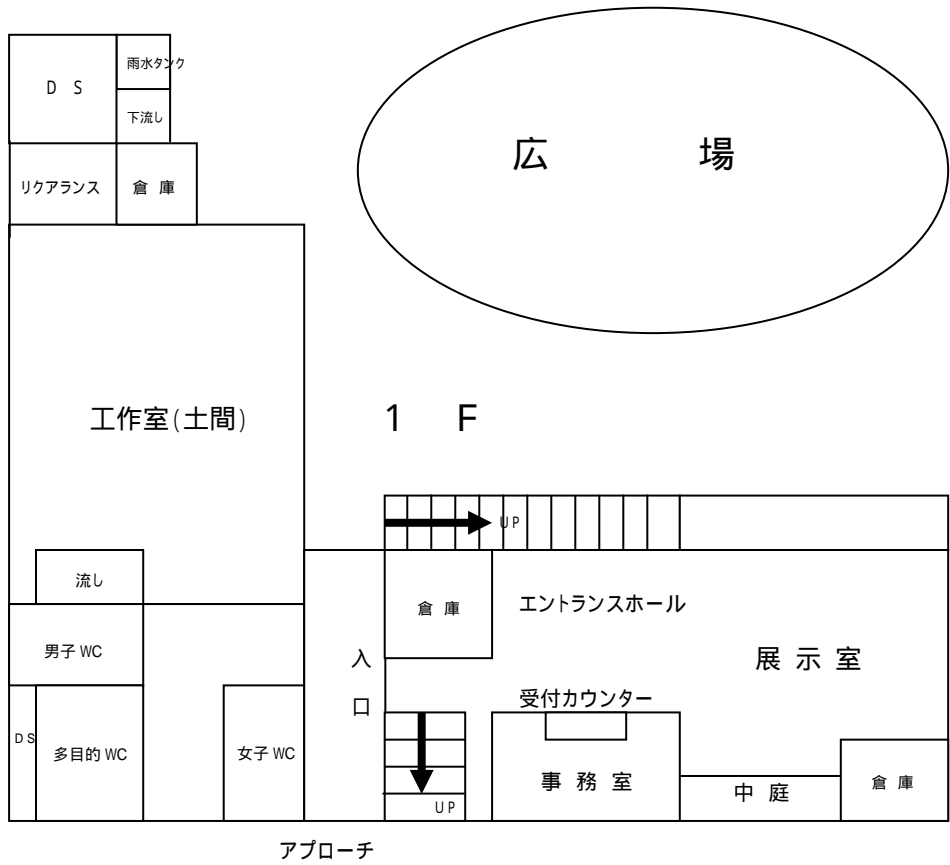 雨水タンク
D S
下流し
広 場
リクアランス
倉 庫
工作室(土間)
1 F
UP
流し
倉 庫
エントランスホール
男子 WC
入
口
展 示 室
受付カウンター
D S
多目的 WC
女子 WC
事 務 室
中 庭
倉 庫
UP
アプローチ